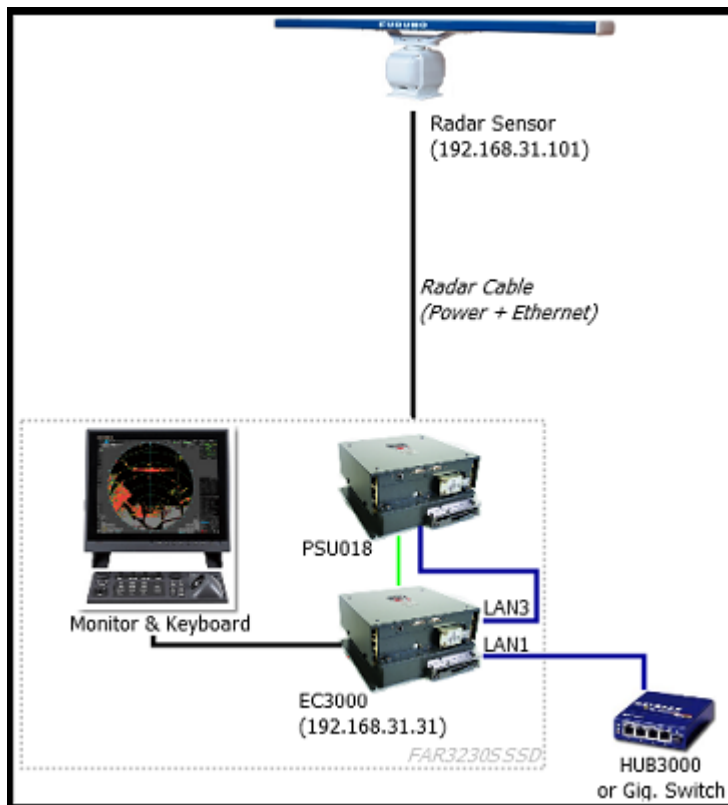 FURUNO
Radar Sensor
(192.168.31.101)
Radar Cable
(Power + Ethernet)
PSU018
LAN3
Monitor & Keyboard
LAN1
EC3000
(192.168.31.31)
FAR3230SSSD
HUB3000
or Gig. Switch